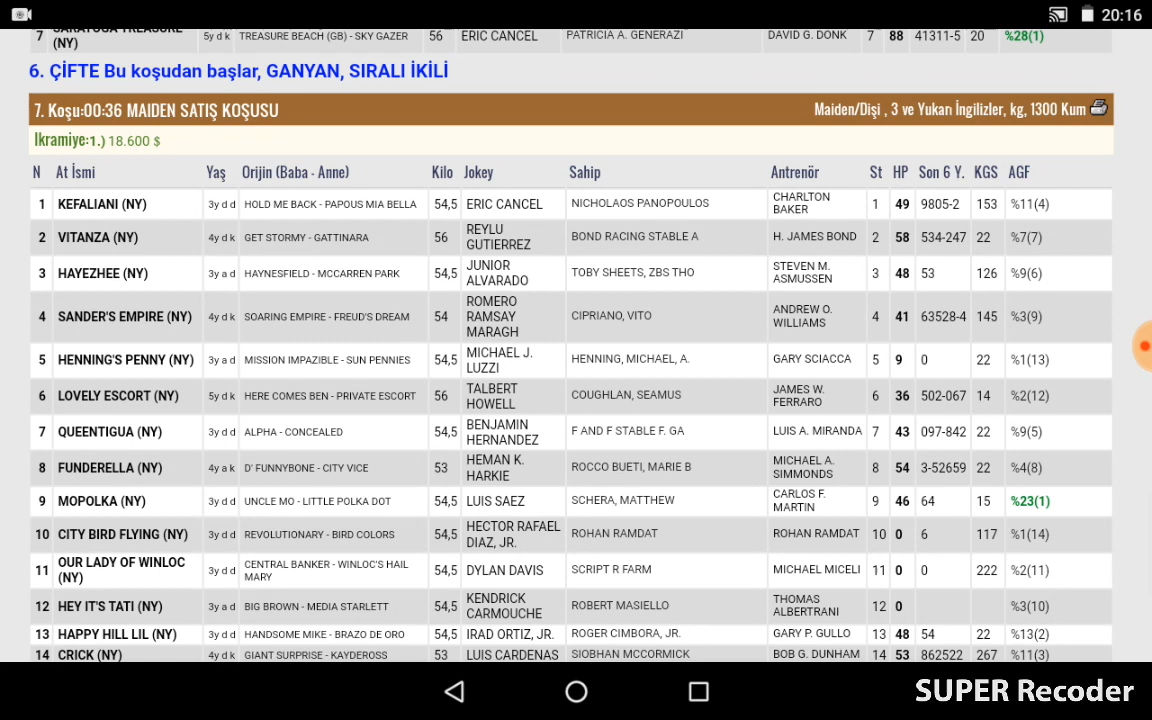 20:16
7 SARATOGA TREASURE (NY) 5y d k TREASURE BEACH (GB) - SKY GAZER 56 ERIC CANCEL PATRICIA A. GENERAZI DAVID G. DONK 7 88 41311-5 20 %28(1)
6. ÇİFTE Bu koşudan başlar, GANYAN, SIRALI İKİLİ
7. Koşu:00:36 MAIDEN SATIŞ KOŞUSU Maiden/Dişi , 3 ve Yukarı İngilizler, kg, 1300 Kum
İkramiye:1.) 18.600 $
N At İsmi Yaş Orijin (Baba - Anne) Kilo Jokey Sahip Antrenör St HP Son 6 Y. KGS AGF
1 KEFALIANI (NY) 3y d d HOLD ME BACK - PAPOUS MIA BELLA 54,5 ERIC CANCEL NICHOLAOS PANOPOULOS CHARLTON BAKER 1 49 9805-2 153 %11(4)
2 VITANZA (NY) 4y d k GET STORMY - GATTINARA 56 REYLU GUTIERREZ BOND RACING STABLE A H. JAMES BOND 2 58 534-247 22 %7(7)
3 HAYEZHEE (NY) 3y a d HAYNESFIELD - MCCARREN PARK 54,5 JUNIOR ALVARADO TOBY SHEETS, ZBS THO STEVEN M. ASMUSSEN 3 48 53 126 %9(6)
4 SANDER'S EMPIRE (NY) 4y d k SOARING EMPIRE - FREUD'S DREAM 54 ROMERO RAMSAY MARAGH CIPRIANO, VITO ANDREW O. WILLIAMS 4 41 63528-4 145 %3(9)
5 HENNING'S PENNY (NY) 3y a d MISSION IMPAZIBLE - SUN PENNIES 54,5 MICHAEL J. LUZZI HENNING, MICHAEL, A. GARY SCIACCA 5 9 0 22 %1(13)
6 LOVELY ESCORT (NY) 5y d k HERE COMES BEN - PRIVATE ESCORT 56 TALBERT HOWELL COUGHLAN, SEAMUS JAMES W. FERRARO 6 36 502-067 14 %2(12)
7 QUEENTIGUA (NY) 3y d d ALPHA - CONCEALED 54,5 BENJAMIN HERNANDEZ F AND F STABLE F. GA LUIS A. MIRANDA 7 43 097-842 22 %9(5)
8 FUNDERELLA (NY) 4y a k D' FUNNYBONE - CITY VICE 53 HEMAN K. HARKIE ROCCO BUETI, MARIE B MICHAEL A. SIMMONDS 8 54 3-52659 22 %4(8)
9 MOPOLKA (NY) 3y d d UNCLE MO - LITTLE POLKA DOT 54,5 LUIS SAEZ SCHERA, MATTHEW CARLOS F. MARTIN 9 46 64 15 %23(1)
10 CITY BIRD FLYING (NY) 3y d d REVOLUTIONARY - BIRD COLORS 54,5 HECTOR RAFAEL DIAZ, JR. ROHAN RAMDAT ROHAN RAMDAT 10 0 6 117 %1(14)
11 OUR LADY OF WINLOC (NY) 3y d d CENTRAL BANKER - WINLOC'S HAIL MARY 54,5 DYLAN DAVIS SCRIPT R FARM MICHAEL MICELI 11 0 0 222 %2(11)
12 HEY IT'S TATI (NY) 3y a d BIG BROWN - MEDIA STARLETT 54,5 KENDRICK CARMOUCHE ROBERT MASIELLO THOMAS ALBERTRANI 12 0 %3(10)
13 HAPPY HILL LIL (NY) 3y d d HANDSOME MIKE - BRAZO DE ORO 54,5 IRAD ORTIZ, JR. ROGER CIMBORA, JR. GARY P. GULLO 13 48 54 22 %13(2)
14 CRICK (NY) 4y d k GIANT SURPRISE - KAYDEROSS 53 LUIS CARDENAS SIOBHAN MCCORMICK BOB G. DUNHAM 14 53 862522 267 %11(3)
SUPER Recoder